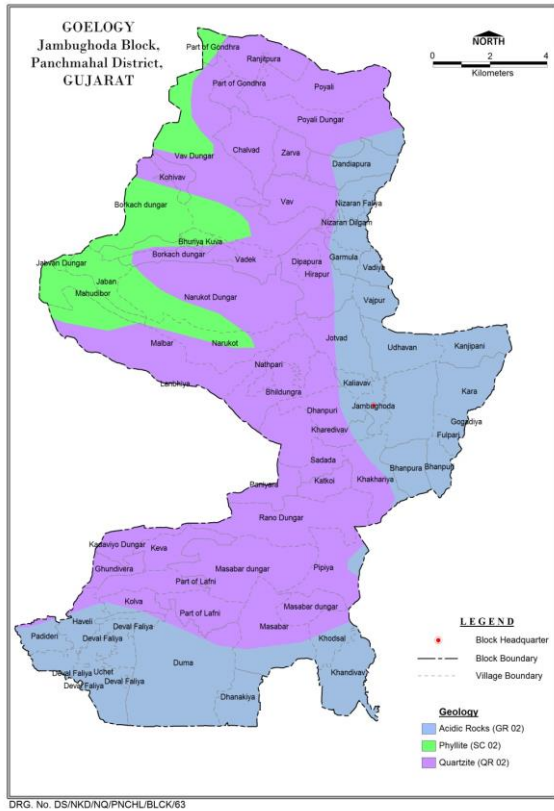 GOELOGY
Jambughoda Block,
Panchmahal District,
GUJARAT
NORTH
0 2 4
Kilometers
Part of Gondhra
Ranjitpura
Part of Gondhra
Poyali
Poyali Dungar
Chalvad
Zarva
Vav Dungar
Dandiapura
Kohivav
Vav
Nizaran Faliya
Borkach dungar
Nizaran Dilgam
Bhuriya Kuva
Borkach dungar
Vadek
Dipapura
Garmula
Jabvan Dungar
Hirapur
Vadiya
Jaban
Mahudibor
Narukot Dungar
Vajpur
Malbar
Narukot
Jotvad
Udhavan
Kanjipani
Nathpari
Lanbhiya
Bhildungra
Kaliavav
Kara
Jambughoda
Dhanpuri
Gogadiya
Kharedivav
Fulpari
Sadada
Bhanpura
Bhanpuri
Katkoi
Khakhariya
Paniyara
Rano Dungar
Kadaviyo Dungar
Keva
Ghundivera
Masabar dungar
Pipiya
Part of Lafni
Kolva
Part of Lafni
Masabar dungar
Haveli
Masabar
Padideri
Deval Faliya
Deval Faliya
Khodsal
Duma
Deval Faliya
Uchet
Khandivav
Deval Faliya
Deval Faliya
Dhanakiya
LEGEND
Block Headquarter
Block Boundary
Village Boundary
Geology
Acidic Rocks (GR 02)
Phyllite (SC 02)
Quartzite (QR 02)
DRG. No. DS/NKD/NQ/PNCHL/BLCK/63